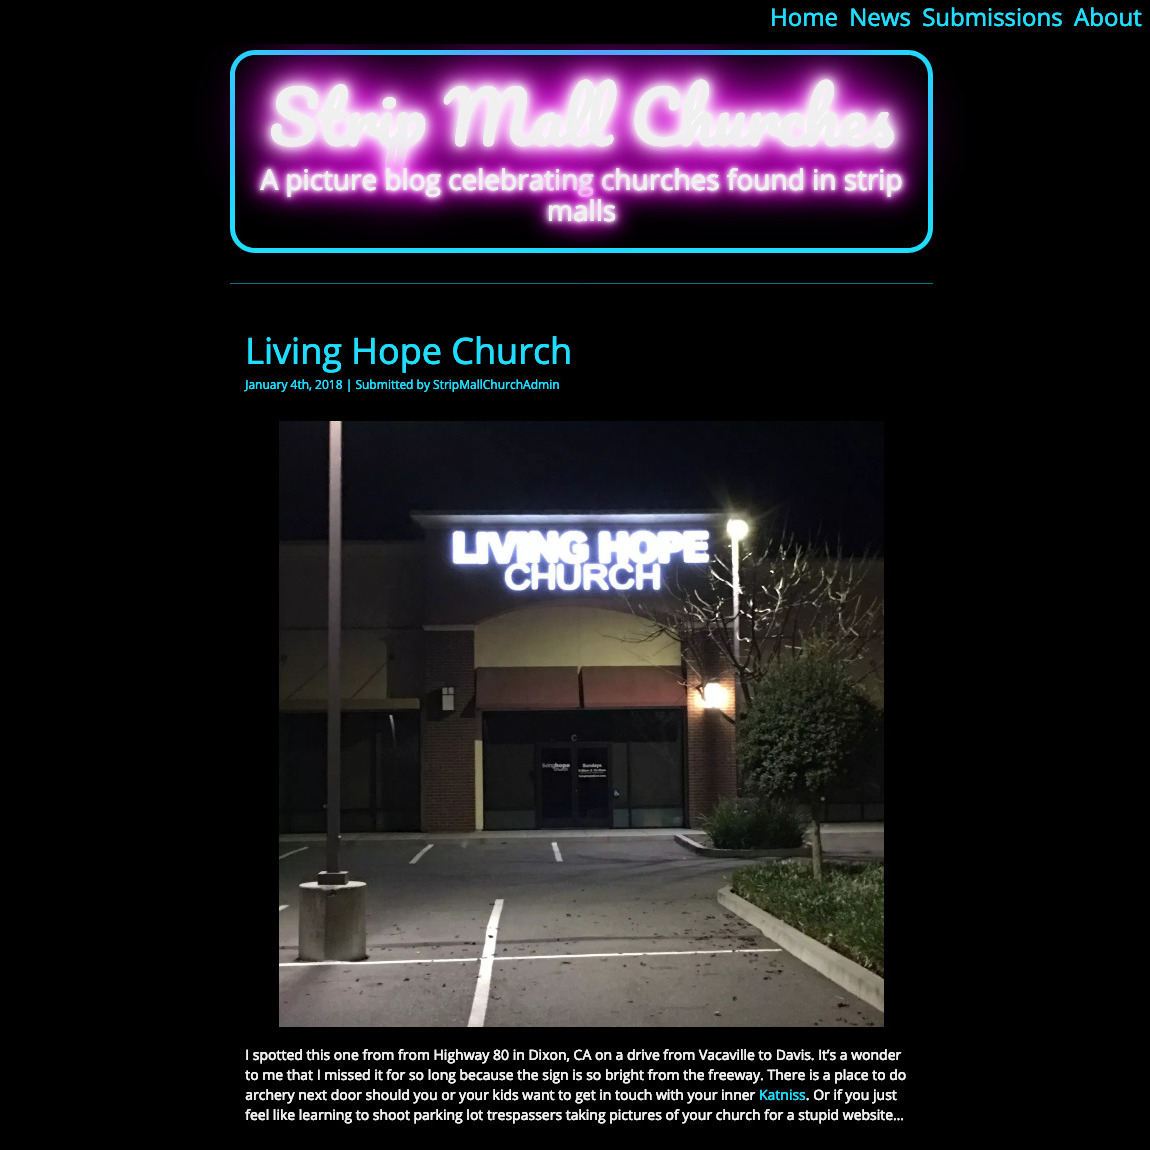 Home News Submissions About
Strip Mall Churches
A picture blog celebrating churches found in strip
malls
Living Hope Church
January 4th, 2018 | Submitted by StripMallChurchAdmin
LIVING HOPE
CHURCH
C
livinghope
church
Sundays
I spotted this one from from Highway 80 in Dixon, CA on a drive from Vacaville to Davis. It’s a wonder
to me that I missed it for so long because the sign is so bright from the freeway. There is a place to do
archery next door should you or your kids want to get in touch with your inner Katniss. Or if you just
feel like learning to shoot parking lot trespassers taking pictures of your church for a stupid website...